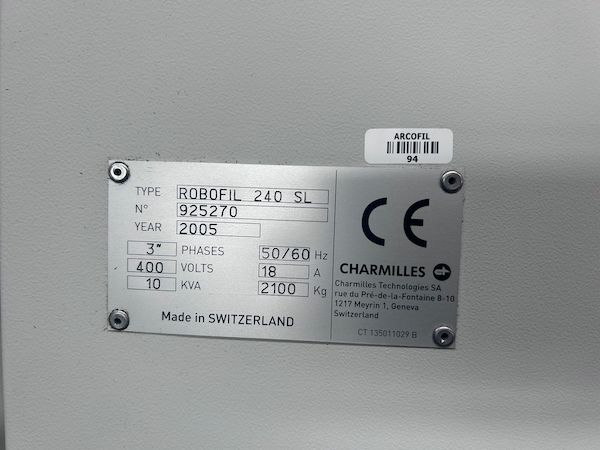 ARCOFIL
94
TYPE ROBOFIL 240 SL
N° 925270
YEAR 2005
3~ PHASES 50/60 Hz
400 VOLTS 18 A
10 KVA 2100 Kg
Made in SWITZERLAND
CE
CHARMILLES
Charmilles Technologies SA
rue du Pré-de-la-Fontaine 8-10
1217 Meyrin 1, Geneva
Switzerland
CT 135011029 B